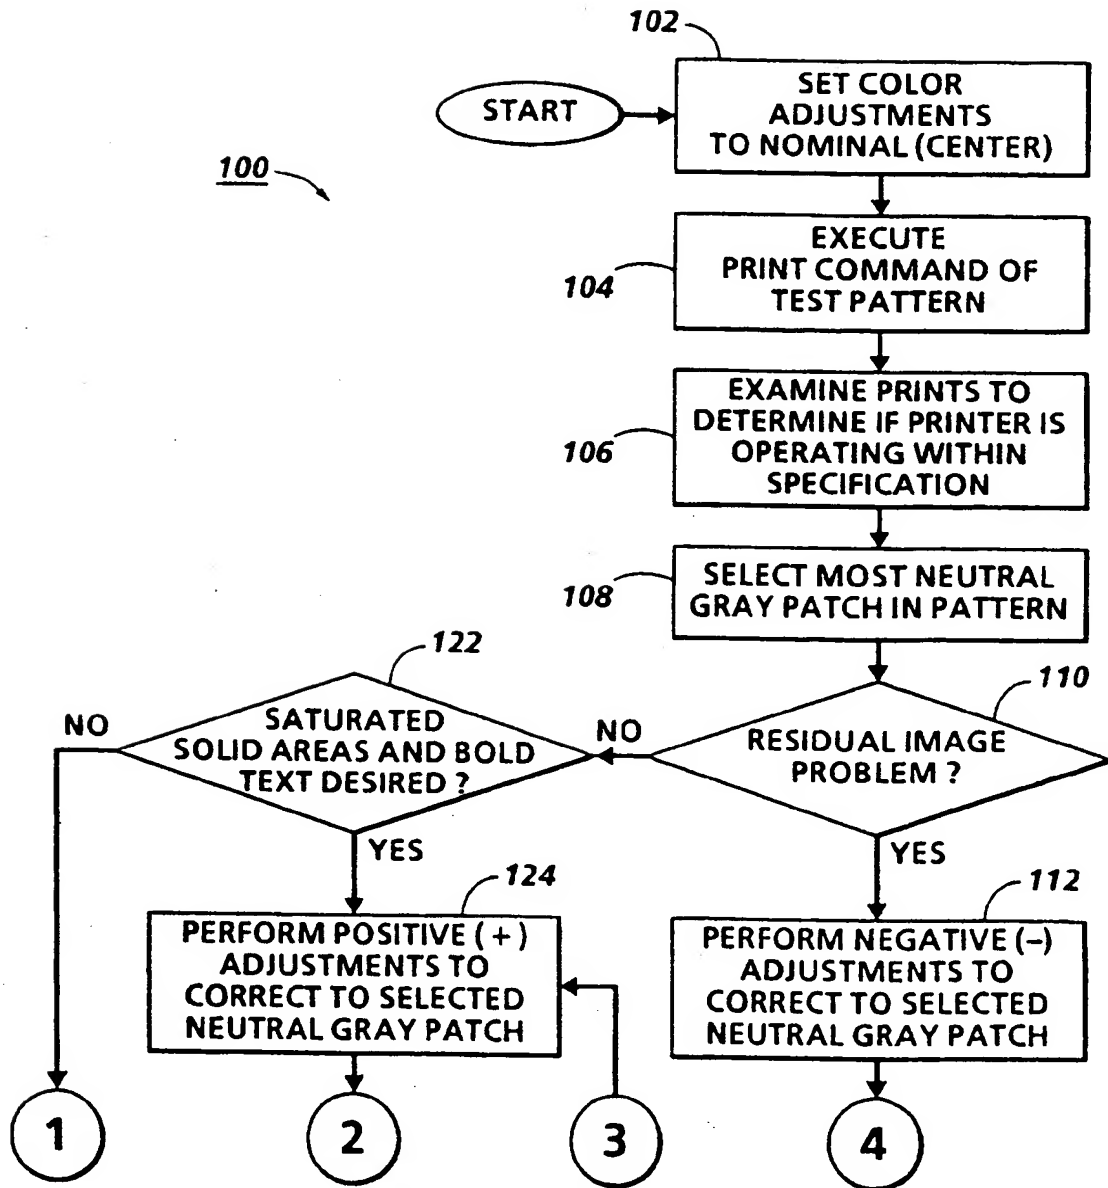 102
START
SET COLOR
ADJUSTMENTS
TO NOMINAL (CENTER)
100
104
EXECUTE
PRINT COMMAND OF
TEST PATTERN
106
EXAMINE PRINTS TO
DETERMINE IF PRINTER IS
OPERATING WITHIN
SPECIFICATION
108
SELECT MOST NEUTRAL
GRAY PATCH IN PATTERN
122
110
NO
SATURATED
SOLID AREAS AND BOLD
TEXT DESIRED ?
NO
RESIDUAL IMAGE
PROBLEM ?
YES
YES
124
112
PERFORM POSITIVE (+)
ADJUSTMENTS TO
CORRECT TO SELECTED
NEUTRAL GRAY PATCH
PERFORM NEGATIVE (–)
ADJUSTMENTS TO
CORRECT TO SELECTED
NEUTRAL GRAY PATCH
1
2
3
4